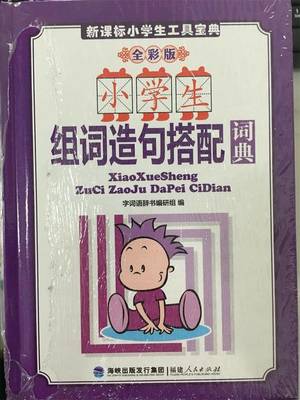 新课标小学生工具宝典
全彩版
小学生
组词造句搭配词典
XiaoXueSheng
ZuCi ZaoJu DaPei CiDian
字词语辞书编研组 编
海峡出版发行集团 福建人民出版社